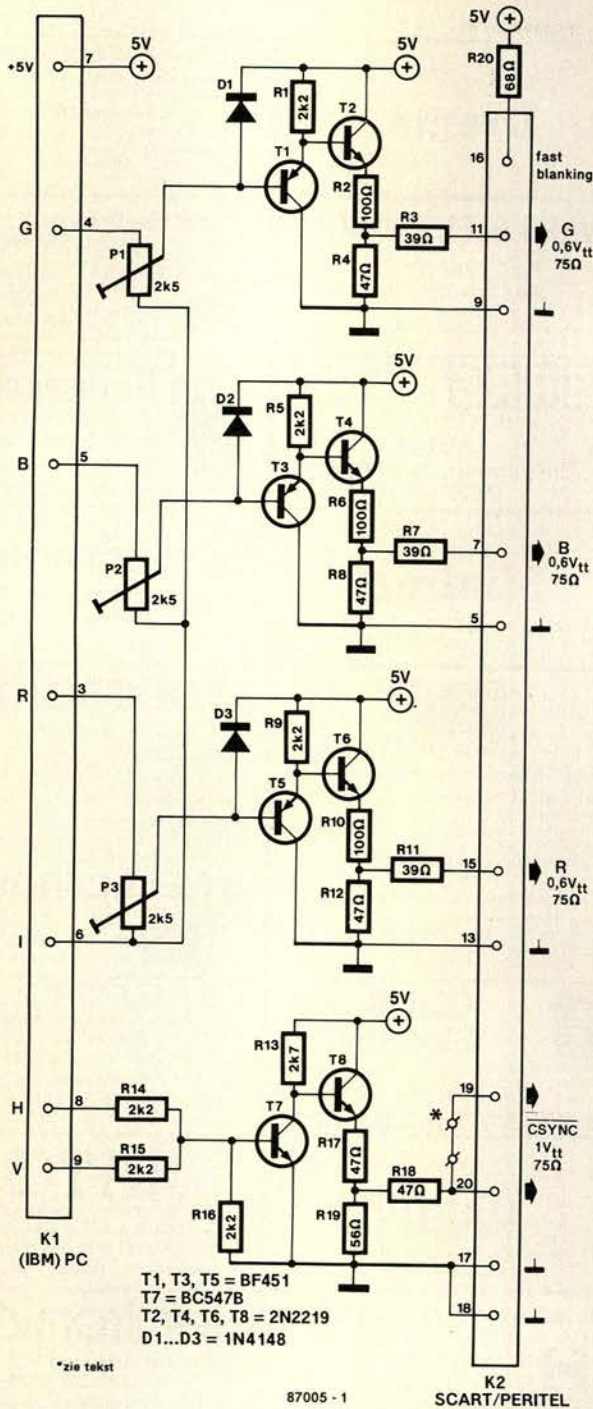 5V
R20
68Ω
+5V
7
5V
5V
D1
R1
2k2
T2
T1
16
fast
blanking
R2
100Ω
G
4
P1
2k5
R3
39Ω
11
G
0,6Vtt
75Ω
R4
47Ω
9
5V
D2
R5
2k2
T4
T3
B
5
R6
100Ω
P2
2k5
R7
39Ω
7
B
0,6Vtt
75Ω
R8
47Ω
5
R
3
5V
D3
R9
2k2
T6
T5
R10
100Ω
P3
2k5
R11
39Ω
15
R
0,6Vtt
75Ω
R12
47Ω
I
6
13
5V
R13
2k7
T8
H
8
R14
2k2
T7
19
*
CSYNC
1Vtt
75Ω
V
9
R15
2k2
R17
47Ω
R18
47Ω
20
R16
2k2
R19
56Ω
17
18
K1
(IBM) PC
T1, T3, T5 = BF451
T7 = BC547B
T2, T4, T6, T8 = 2N2219
D1...D3 = 1N4148
*zie tekst
87005 - 1
K2
SCART/PERITEL